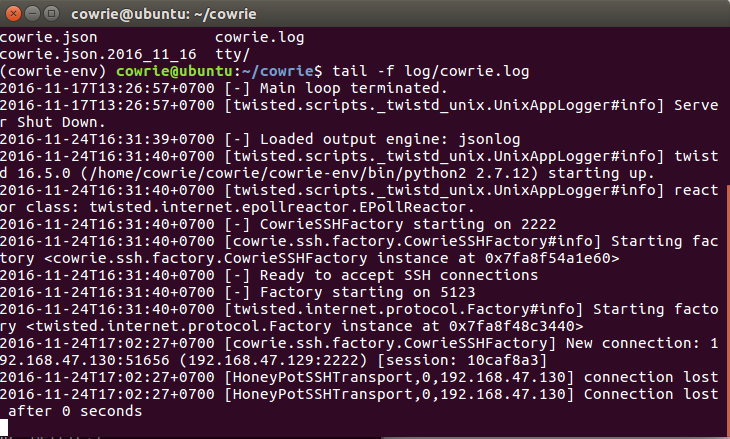 cowrie@ubuntu: ~/cowrie
cowrie.json               cowrie.log
cowrie.json.2016_11_16  tty/
(cowrie-env) cowrie@ubuntu:~/cowrie$ tail -f log/cowrie.log
2016-11-17T13:26:57+0700 [-] Main loop terminated.
2016-11-17T13:26:57+0700 [twisted.scripts._twistd_unix.UnixAppLogger#info] Serve
r Shut Down.
2016-11-24T16:31:39+0700 [-] Loaded output engine: jsonlog
2016-11-24T16:31:40+0700 [twisted.scripts._twistd_unix.UnixAppLogger#info] twist
d 16.5.0 (/home/cowrie/cowrie/cowrie-env/bin/python2 2.7.12) starting up.
2016-11-24T16:31:40+0700 [twisted.scripts._twistd_unix.UnixAppLogger#info] react
or class: twisted.internet.epollreactor.EPollReactor.
2016-11-24T16:31:40+0700 [-] CowrieSSHFactory starting on 2222
2016-11-24T16:31:40+0700 [cowrie.ssh.factory.CowrieSSHFactory#info] Starting fac
tory <cowrie.ssh.factory.CowrieSSHFactory instance at 0x7fa8f54a1e60>
2016-11-24T16:31:40+0700 [-] Ready to accept SSH connections
2016-11-24T16:31:40+0700 [-] Factory starting on 5123
2016-11-24T16:31:40+0700 [twisted.internet.protocol.Factory#info] Starting facto
ry <twisted.internet.protocol.Factory instance at 0x7fa8f48c3440>
2016-11-24T17:02:27+0700 [cowrie.ssh.factory.CowrieSSHFactory] New connection: 1
92.168.47.130:51656 (192.168.47.129:2222) [session: 10caf8a3]
2016-11-24T17:02:27+0700 [HoneyPotSSHTransport,0,192.168.47.130] connection lost
2016-11-24T17:02:27+0700 [HoneyPotSSHTransport,0,192.168.47.130] Connection lost
 after 0 seconds